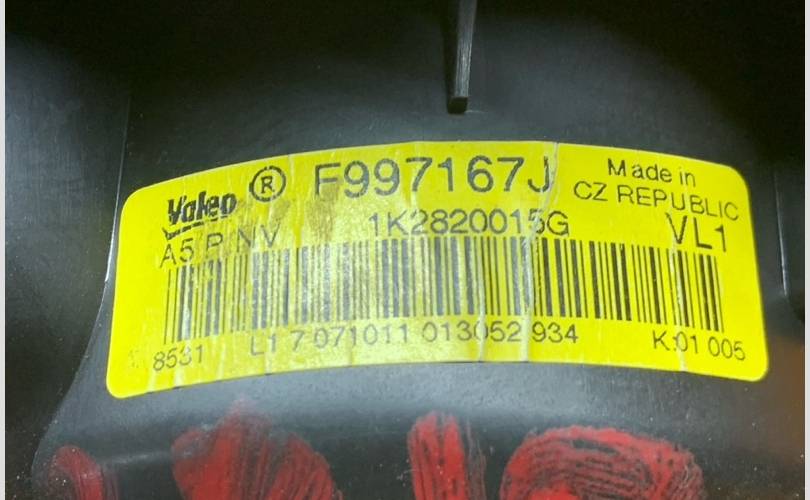 Valeo ® F997167J Made in
CZ REPUBLIC
A5 P NV 1K2820015G VL1
8531 L1 7 071011 013052 934 K:01 005